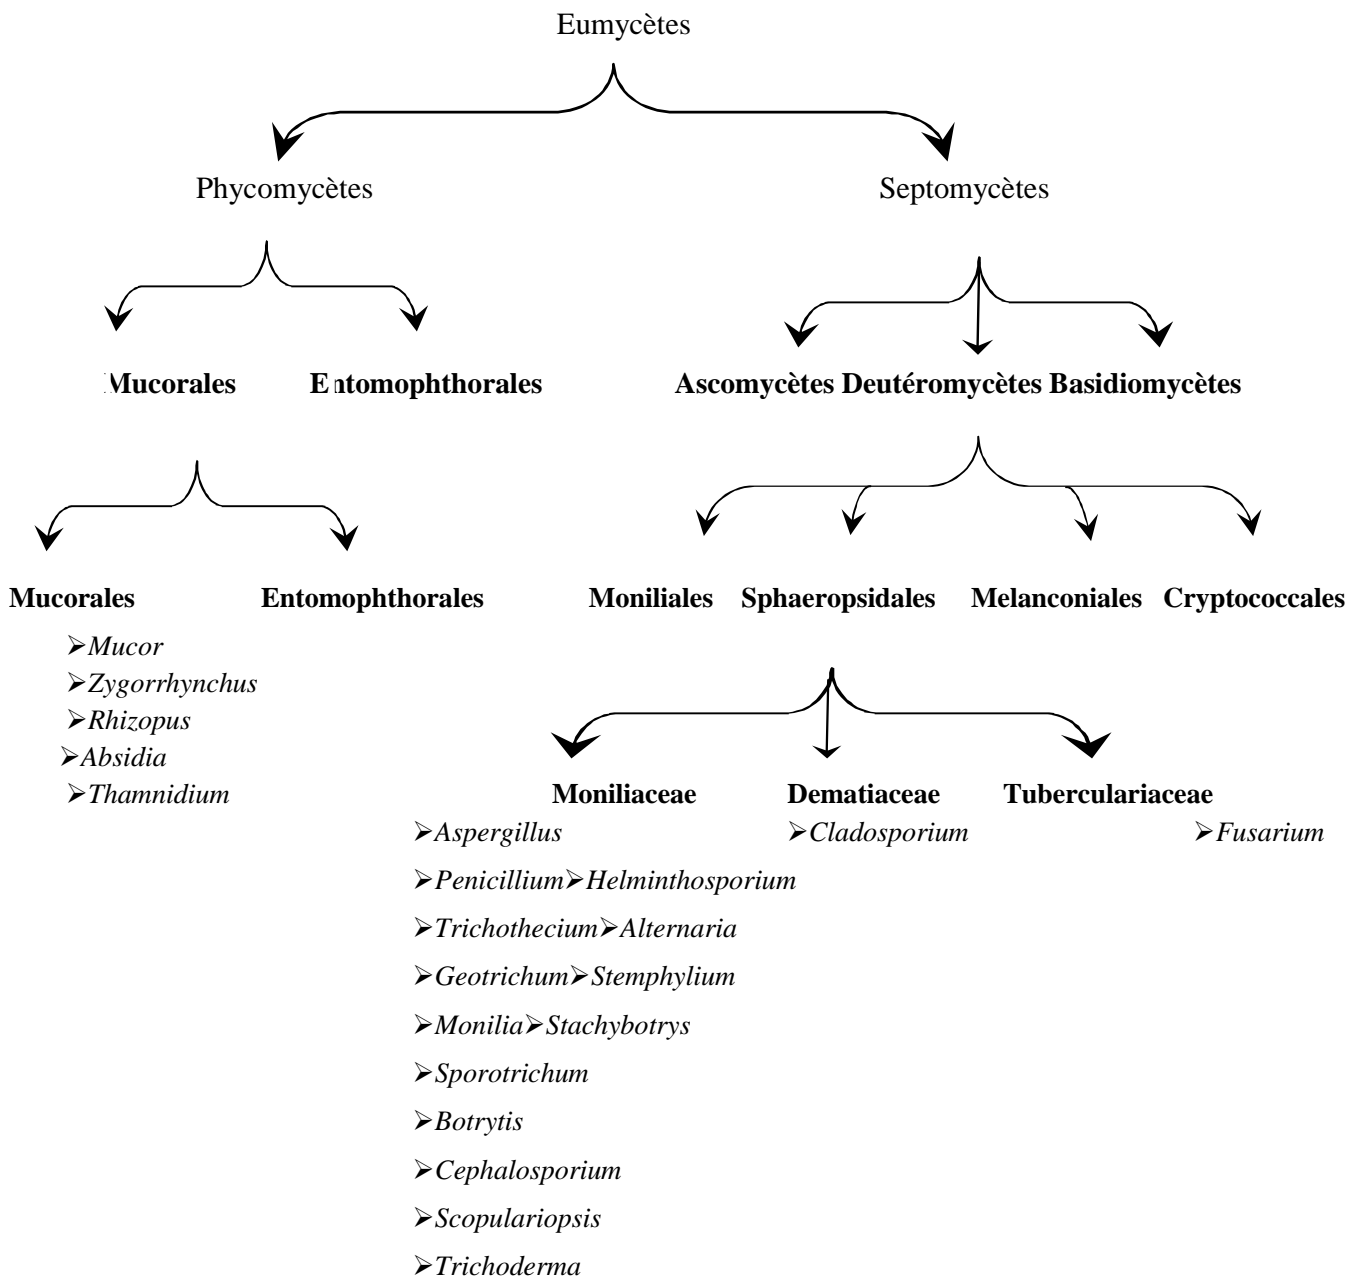 Eumycètes
Phycomycètes Septomycètes
Mucorales Entomophthorales Ascomycètes Deutéromycètes Basidiomycètes
Mucorales Entomophthorales Moniliales Sphaeropsidales Melanconiales Cryptococcales
➢Mucor
➢Zygorrhynchus
➢Rhizopus
➢Absidia
➢Thamnidium
Moniliaceae Dematiaceae Tuberculariaceae
➢Aspergillus ➢Cladosporium ➢Fusarium
➢Penicillium➢Helminthosporium
➢Trichothecium➢Alternaria
➢Geotrichum➢Stemphylium
➢Monilia➢Stachybotrys
➢Sporotrichum
➢Botrytis
➢Cephalosporium
➢Scopulariopsis
➢Trichoderma